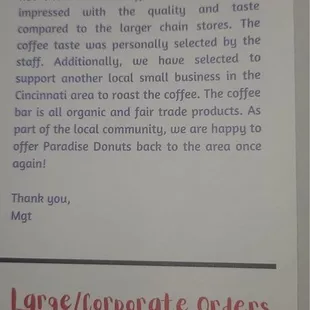 impressed with the quality and taste
compared to the larger chain stores. The
coffee taste was personally selected by the
staff. Additionally, we have selected to
support another local small business in the
Cincinnati area to roast the coffee. The coffee
bar is all organic and fair trade products. As
part of the local community, we are happy to
offer Paradise Donuts back to the area once
again!
Thank you,
Mgt
Large/Corporate Orders